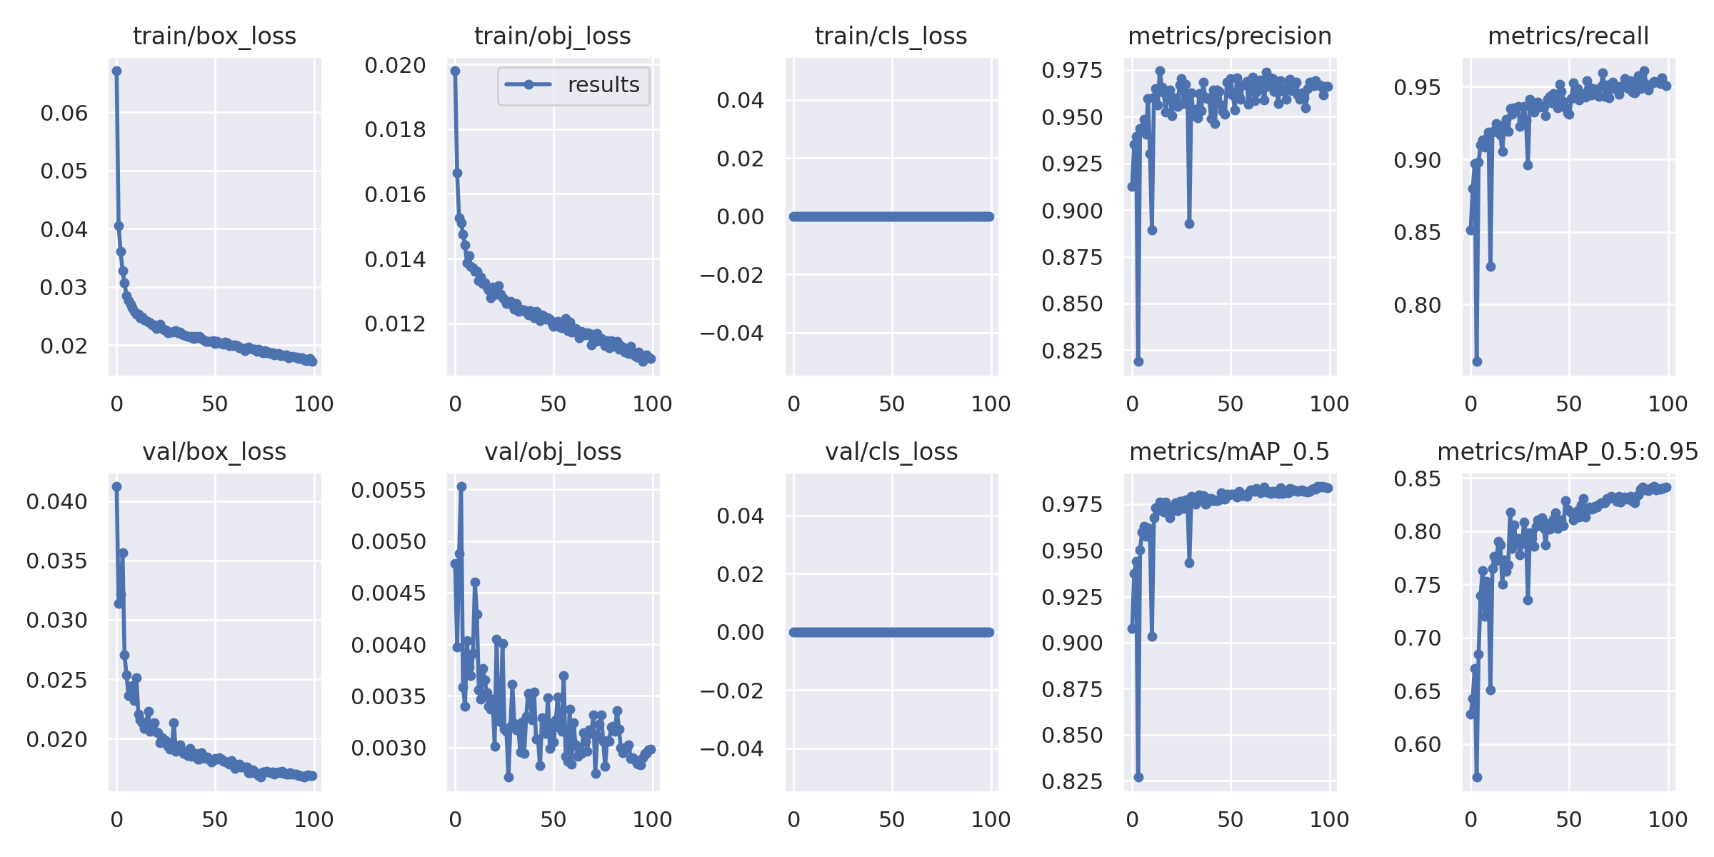 train/box_loss
0.06
0.05
0.04
0.03
0.02
0 50 100
train/obj_loss
results
0.020
0.018
0.016
0.014
0.012
0 50 100
train/cls_loss
0.04
0.02
0.00
−0.02
−0.04
0 50 100
metrics/precision
0.975
0.950
0.925
0.900
0.875
0.850
0.825
0 50 100
metrics/recall
0.95
0.90
0.85
0.80
0 50 100
val/box_loss
0.040
0.035
0.030
0.025
0.020
0 50 100
val/obj_loss
0.0055
0.0050
0.0045
0.0040
0.0035
0.0030
0 50 100
val/cls_loss
0.04
0.02
0.00
−0.02
−0.04
0 50 100
metrics/mAP_0.5
0.975
0.950
0.925
0.900
0.875
0.850
0.825
0 50 100
metrics/mAP_0.5:0.95
0.85
0.80
0.75
0.70
0.65
0.60
0 50 100